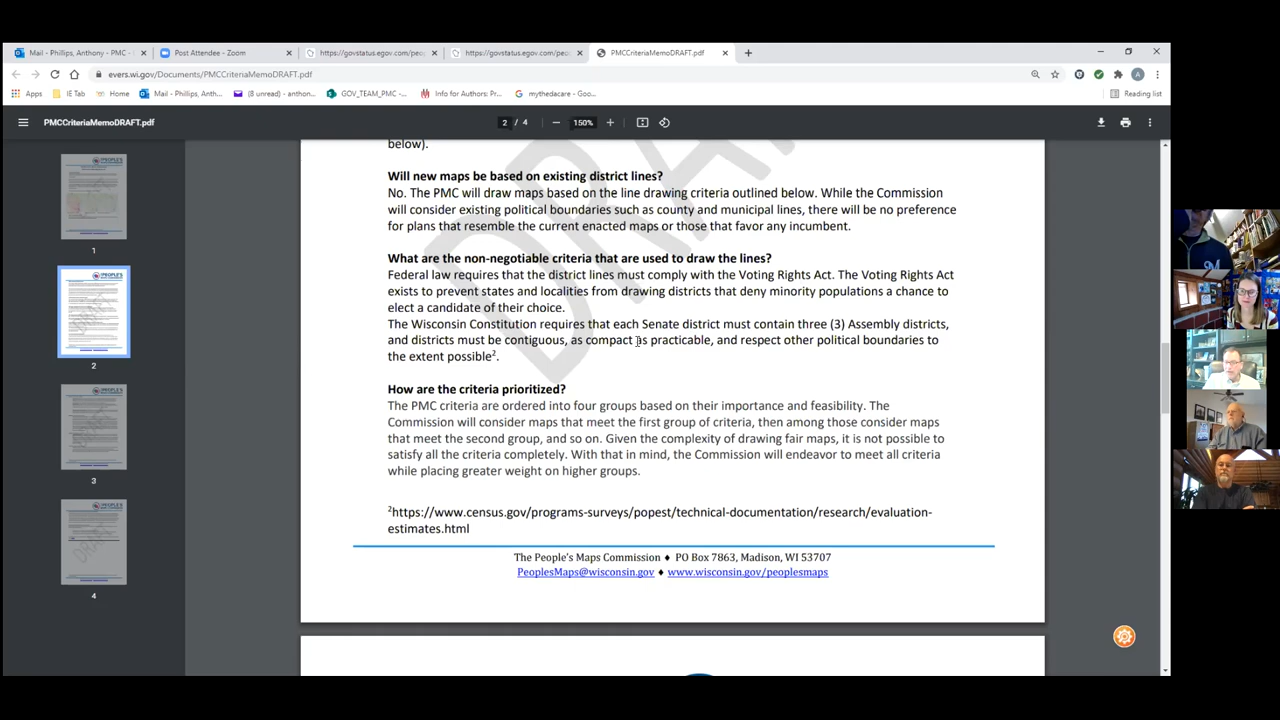 Mail - Phillips, Anthony - PMC -
Post Attendee - Zoom
https://govstatus.egov.com/peo
https://govstatus.egov.com/peo
PMCCriteriaMemoDRAFT.pdf
evers.wi.gov/Documents/PMCCriteriaMemoDRAFT.pdf
Apps
IE Tab
Home
Mail - Phillips, Anth...
(8 unread) - anthon...
GOV_TEAM_PMC -...
Info for Authors: Pr...
mythedacare - Goo...
Reading list
PMCCriteriaMemoDRAFT.pdf
2 / 4
150%
1
2
3
4
DRAFT
below).
Will new maps be based on existing district lines?
No. The PMC will draw maps based on the line drawing criteria outlined below. While the Commission
will consider existing political boundaries such as county and municipal lines, there will be no preference
for plans that resemble the current enacted maps or those that favor any incumbent.
What are the non-negotiable criteria that are used to draw the lines?
Federal law requires that the district lines must comply with the Voting Rights Act. The Voting Rights Act
exists to prevent states and localities from drawing districts that deny minority populations a chance to
elect a candidate of their choice.
The Wisconsin Constitution requires that each Senate district must contain three (3) Assembly districts,
and districts must be contiguous, as compact as practicable, and respect other political boundaries to
the extent possible².
How are the criteria prioritized?
The PMC criteria are ordered into four groups based on their importance and feasibility. The
Commission will consider maps that meet the first group of criteria, then among those consider maps
that meet the second group, and so on. Given the complexity of drawing fair maps, it is not possible to
satisfy all the criteria completely. With that in mind, the Commission will endeavor to meet all criteria
while placing greater weight on higher groups.
²https://www.census.gov/programs-surveys/popest/technical-documentation/research/evaluation-
estimates.html
The People's Maps Commission ♦ PO Box 7863, Madison, WI 53707
PeoplesMaps@wisconsin.gov ♦ www.wisconsin.gov/peoplesmaps